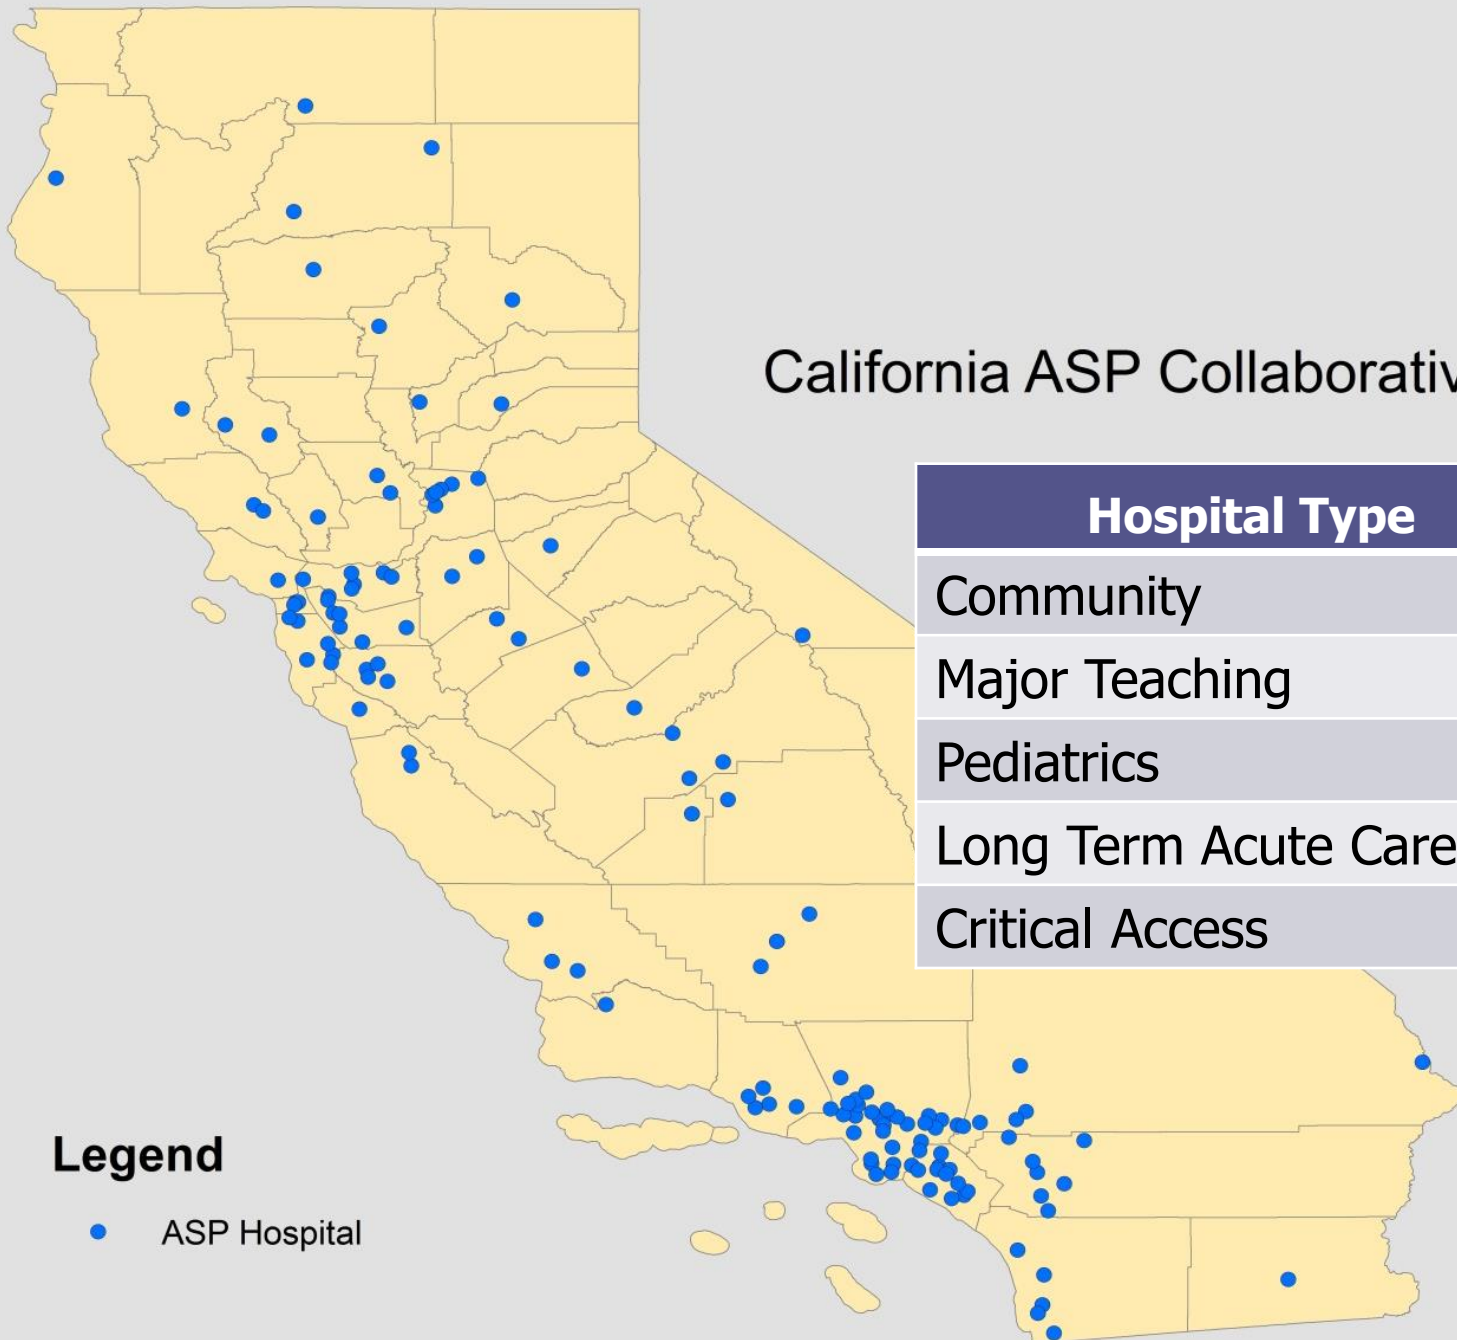 California ASP Collaborativ
Hospital Type
Community
Major Teaching
Pediatrics
Long Term Acute Care
Critical Access
Legend
ASP Hospital